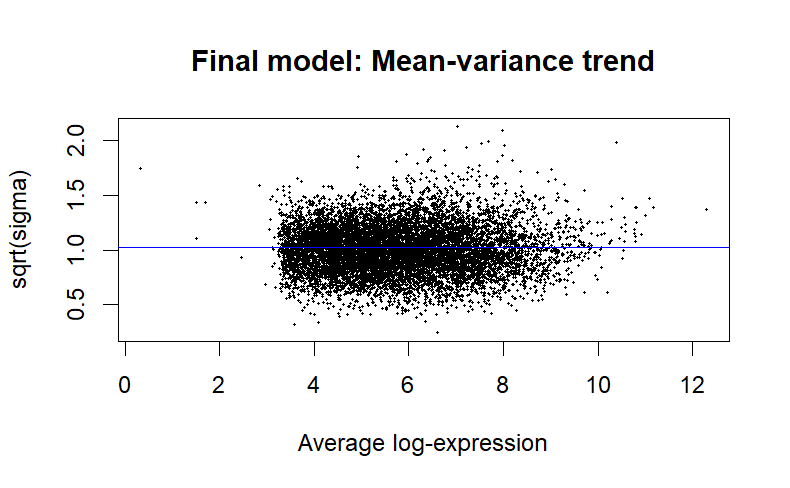 Final model: Mean-variance trend
sqrt(sigma)
2.0
1.5
1.0
0.5
0 2 4 6 8 10 12
Average log-expression